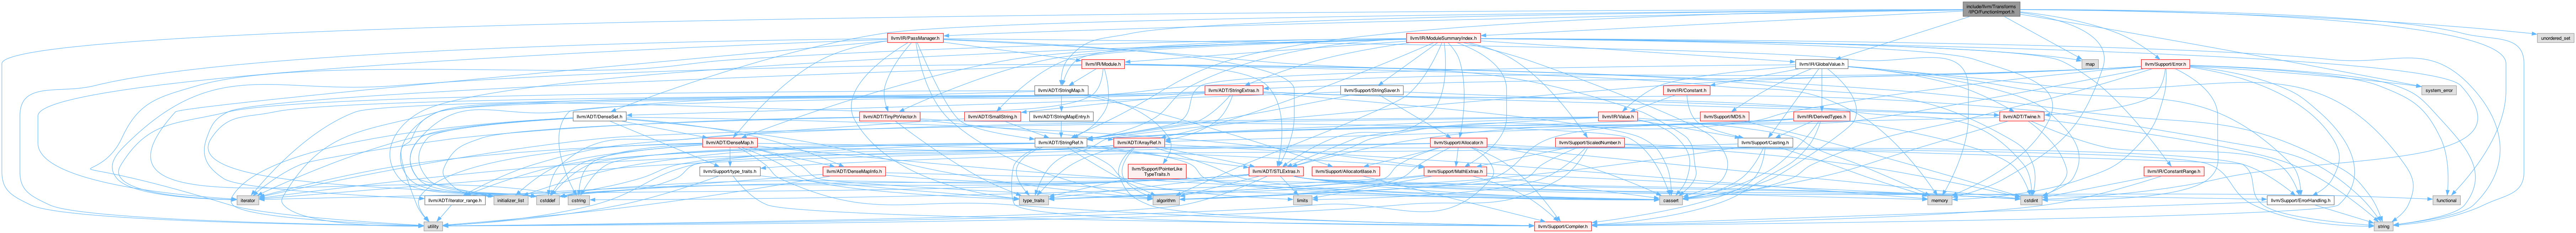 include/llvm/Transforms
/IPO/FunctionImport.h
llvm/IR/PassManager.h
llvm/IR/ModuleSummaryIndex.h
unordered_set
llvm/IR/Module.h
llvm/IR/GlobalValue.h
map
llvm/Support/Error.h
llvm/ADT/StringMap.h
llvm/ADT/StringExtras.h
llvm/Support/StringSaver.h
llvm/IR/Constant.h
system_error
llvm/ADT/DenseSet.h
llvm/ADT/TinyPtrVector.h
llvm/ADT/SmallString.h
llvm/ADT/StringMapEntry.h
llvm/IR/Value.h
llvm/Support/MD5.h
llvm/IR/DerivedTypes.h
llvm/ADT/Twine.h
llvm/ADT/DenseMap.h
llvm/ADT/StringRef.h
llvm/ADT/ArrayRef.h
llvm/Support/Allocator.h
llvm/Support/ScaledNumber.h
llvm/Support/Casting.h
llvm/Support/type_traits.h
llvm/ADT/DenseMapInfo.h
llvm/Support/PointerLike
TypeTraits.h
llvm/ADT/STLExtras.h
llvm/Support/AllocatorBase.h
llvm/Support/MathExtras.h
llvm/IR/ConstantRange.h
iterator
llvm/ADT/iterator_range.h
initializer_list
cstddef
cstring
type_traits
algorithm
limits
cassert
memory
cstdint
llvm/Support/ErrorHandling.h
functional
utility
llvm/Support/Compiler.h
string